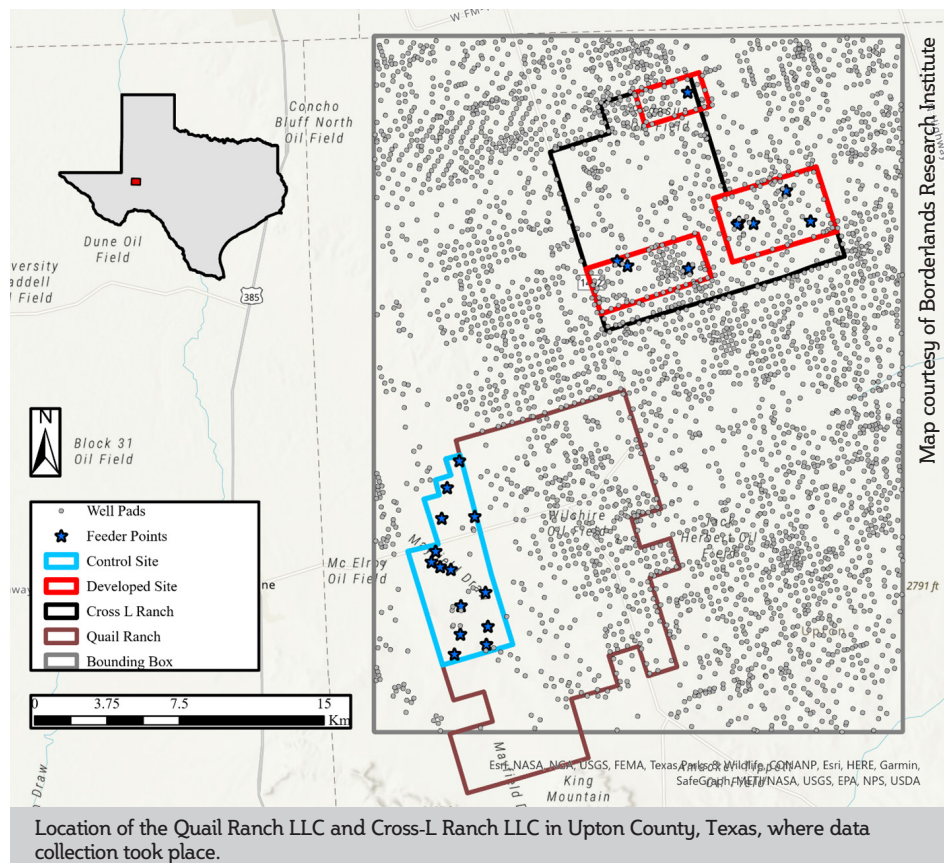 W FM
Concho
Bluff North
Oil Field
Dune Oil
Field
iversity
addell
l Field
385
Block 31
Oil Field
N
Well Pads
Feeder Points
Control Site
Developed Site
Cross L Ranch
Quail Ranch
Bounding Box
0 3.75 7.5 15
Km
Mc Elroy
Oil Field
ne
way
Wilshire
Oil Field
Jack
Herbert Oil
Field
2791 ft
Upton
Draw
King
Mountain
Esri, NASA, NGA, USGS, FEMA, Texas Parks & Wildlife, CONANP, Esri, HERE, Garmin,
SafeGraph, METI/NASA, USGS, EPA, NPS, USDA
Map courtesy of Borderlands Research Institute
Location of the Quail Ranch LLC and Cross-L Ranch LLC in Upton County, Texas, where data
collection took place.